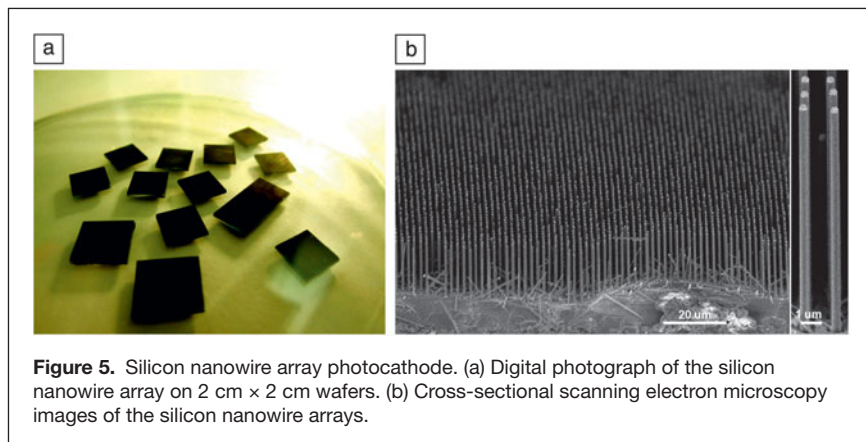 a
b
20 um
1 um
Figure 5. Silicon nanowire array photocathode. (a) Digital photograph of the silicon
nanowire array on 2 cm × 2 cm wafers. (b) Cross-sectional scanning electron microscopy
images of the silicon nanowire arrays.